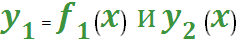 y₁ = f₁(x) И y₂ (x)